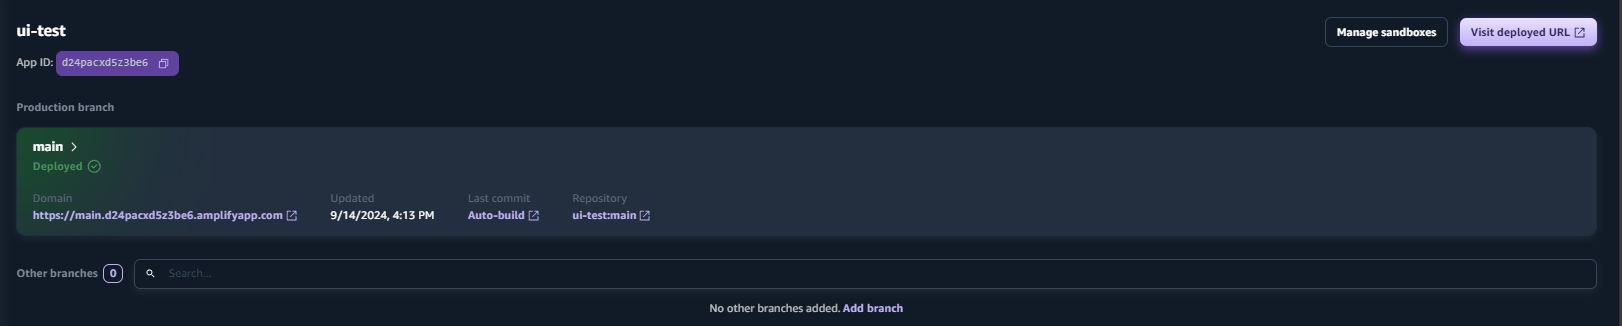 ui-test
Manage sandboxes
Visit deployed URL
App ID: d24pacxd5z3be6
Production branch
main
Deployed
Domain Updated Last commit Repository
https://main.d24pacxd5z3be6.amplifyapp.com 9/14/2024, 4:13 PM Auto-build ui-test:main
Other branches 0 Search...
No other branches added. Add branch